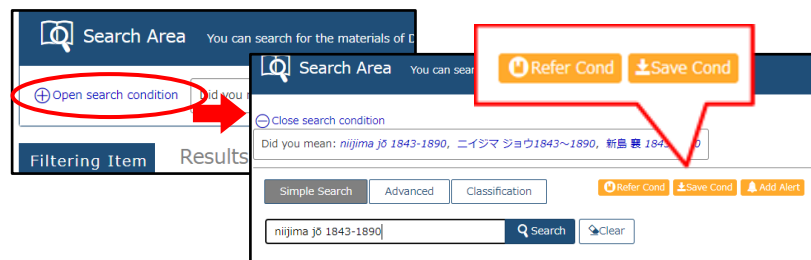 Search Area You can search for the materials of D
Open search condition
Did you
Filtering Item
Results
Search Area You can sear
Close search condition
Did you mean: niijima jō 1843-1890, ニイジマ ジョウ1843～1890, 新島 襄 184
0
Simple Search
Advanced
Classification
Refer Cond
Save Cond
Add Alert
niijima jō 1843-1890
Search
Clear
Refer Cond
Save Cond